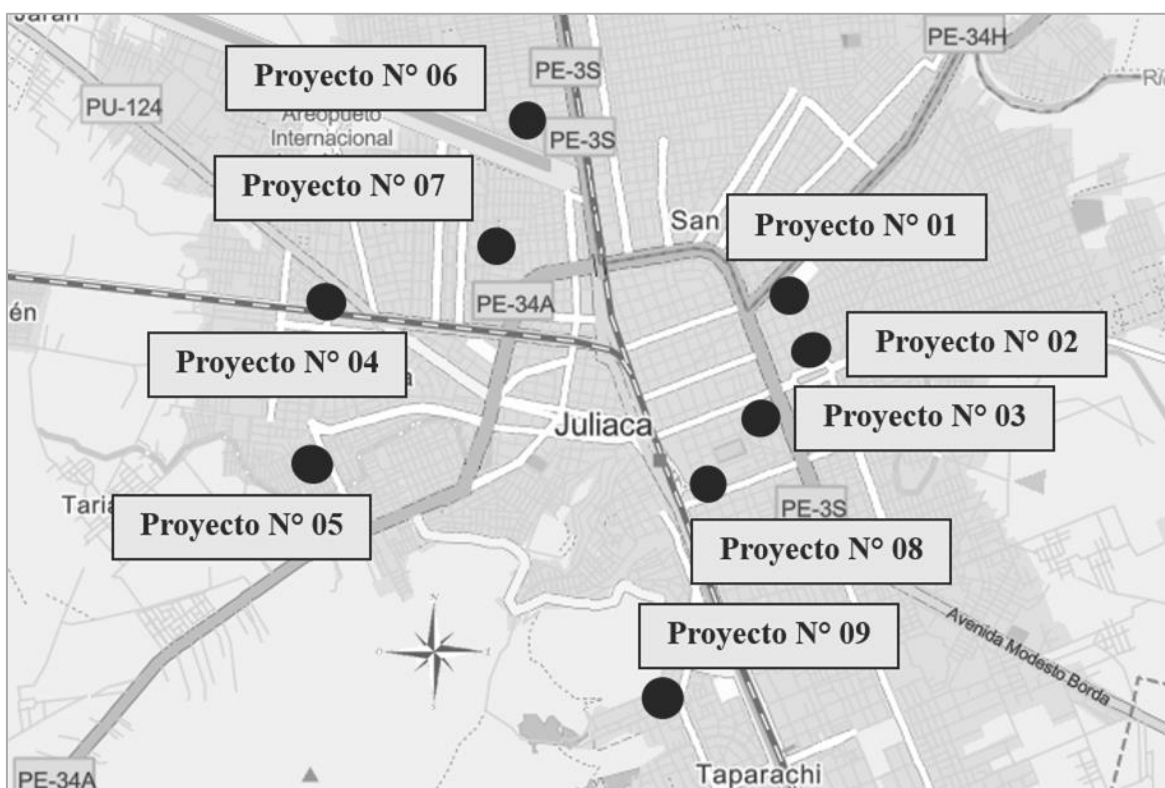 PE-34H
PE-3S
Proyecto N° 06
PU-124
Areopueto
Internacional
PE-3S
Proyecto N° 07
San
Proyecto N° 01
PE-34A
én
Proyecto N° 02
Proyecto N° 04
a
Proyecto N° 03
Juliaca
Taria
PE-3S
Proyecto N° 05
Proyecto N° 08
Proyecto N° 09
Avenida Modesto Borda
PE-34A
Taparachi